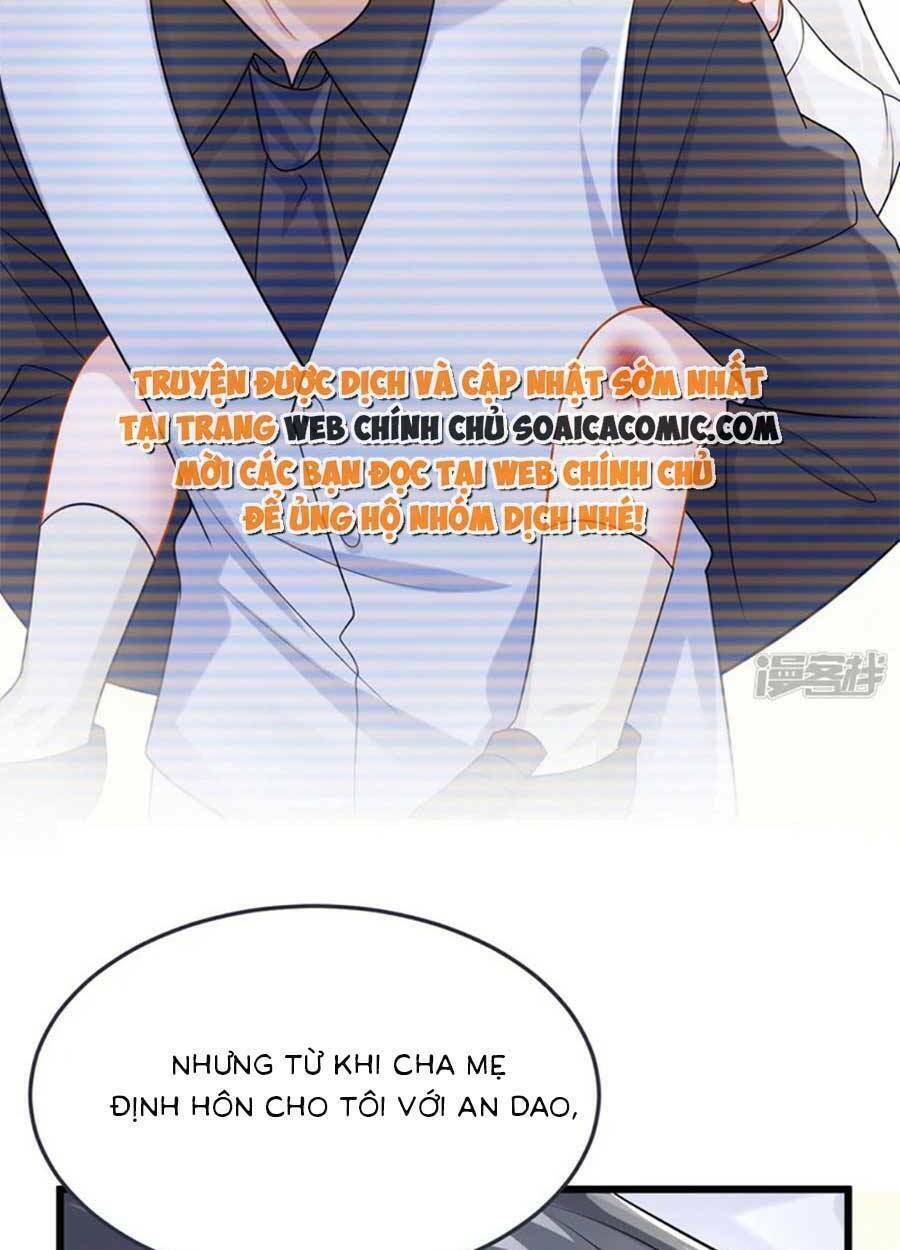 TRUYỆN ĐƯỢC DỊCH VÀ CẬP NHẬT SỚM NHẤT
TẠI TRANG WEB CHÍNH CHỦ SOAICACOMIC.COM
MỜI CÁC BẠN ĐỌC TẠI WEB CHÍNH CHỦ
ĐỂ ỦNG HỘ NHÓM DỊCH NHÉ!
漫客栈
NHƯNG TỪ KHI CHA MẸ
ĐỊNH HÔN CHO TÔI VỚI AN DAO,